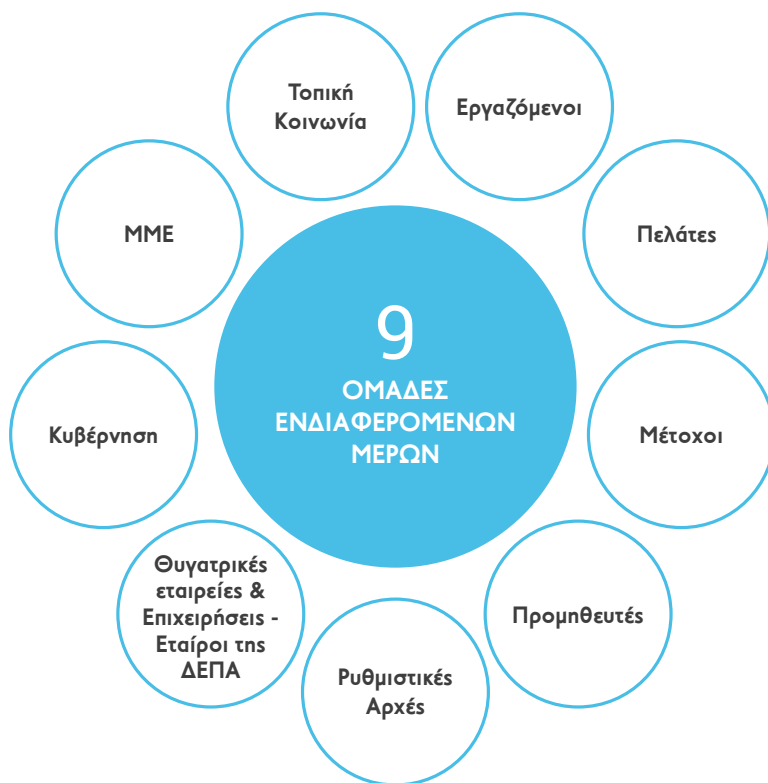 Τοπική
Κοινωνία
Εργαζόμενοι
ΜΜΕ
Πελάτες
9
ΟΜΑΔΕΣ
ΕΝΔΙΑΦΕΡΟΜΕΝΩΝ
ΜΕΡΩΝ
Κυβέρνηση
Μέτοχοι
Θυγατρικές
εταιρείες &
Επιχειρήσεις -
Εταίροι της
ΔΕΠΑ
Προμηθευτές
Ρυθμιστικές
Αρχές